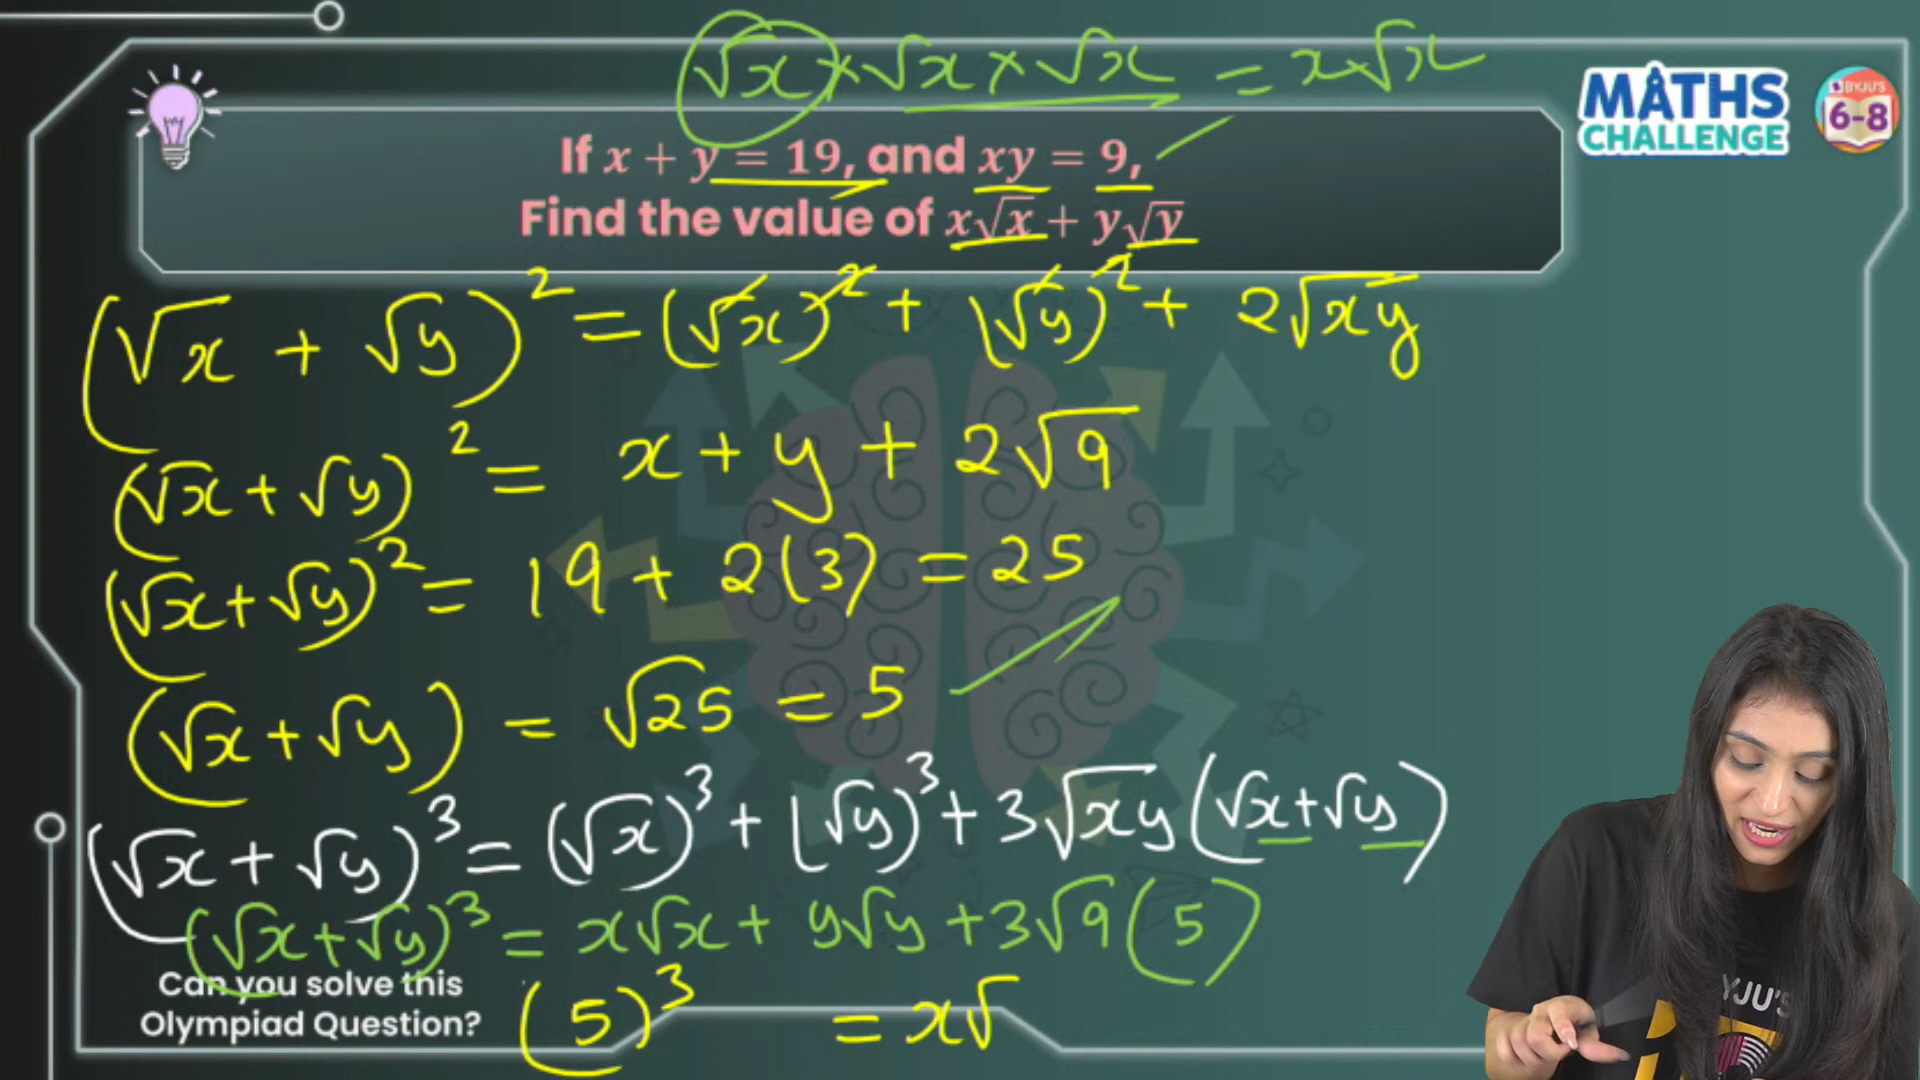 √x × √x × √x = x √x
MATHS CHALLENGE
BYJU'S 6-8
If x + y = 19, and xy = 9,
Find the value of x√x + y√y
(√x + √y)² = (√x)² + (√y)² + 2√xy
(√x + √y)² = x + y + 2√9
(√x + √y)² = 19 + 2(3) = 25
(√x + √y) = √25 = 5
(√x + √y)³ = (√x)³ + (√y)³ + 3√xy (√x + √y)
(√x + √y)³ = x√x + y√y + 3√9 (5)
(5)³ = x√
Can you solve this
Olympiad Question?
YJU'S